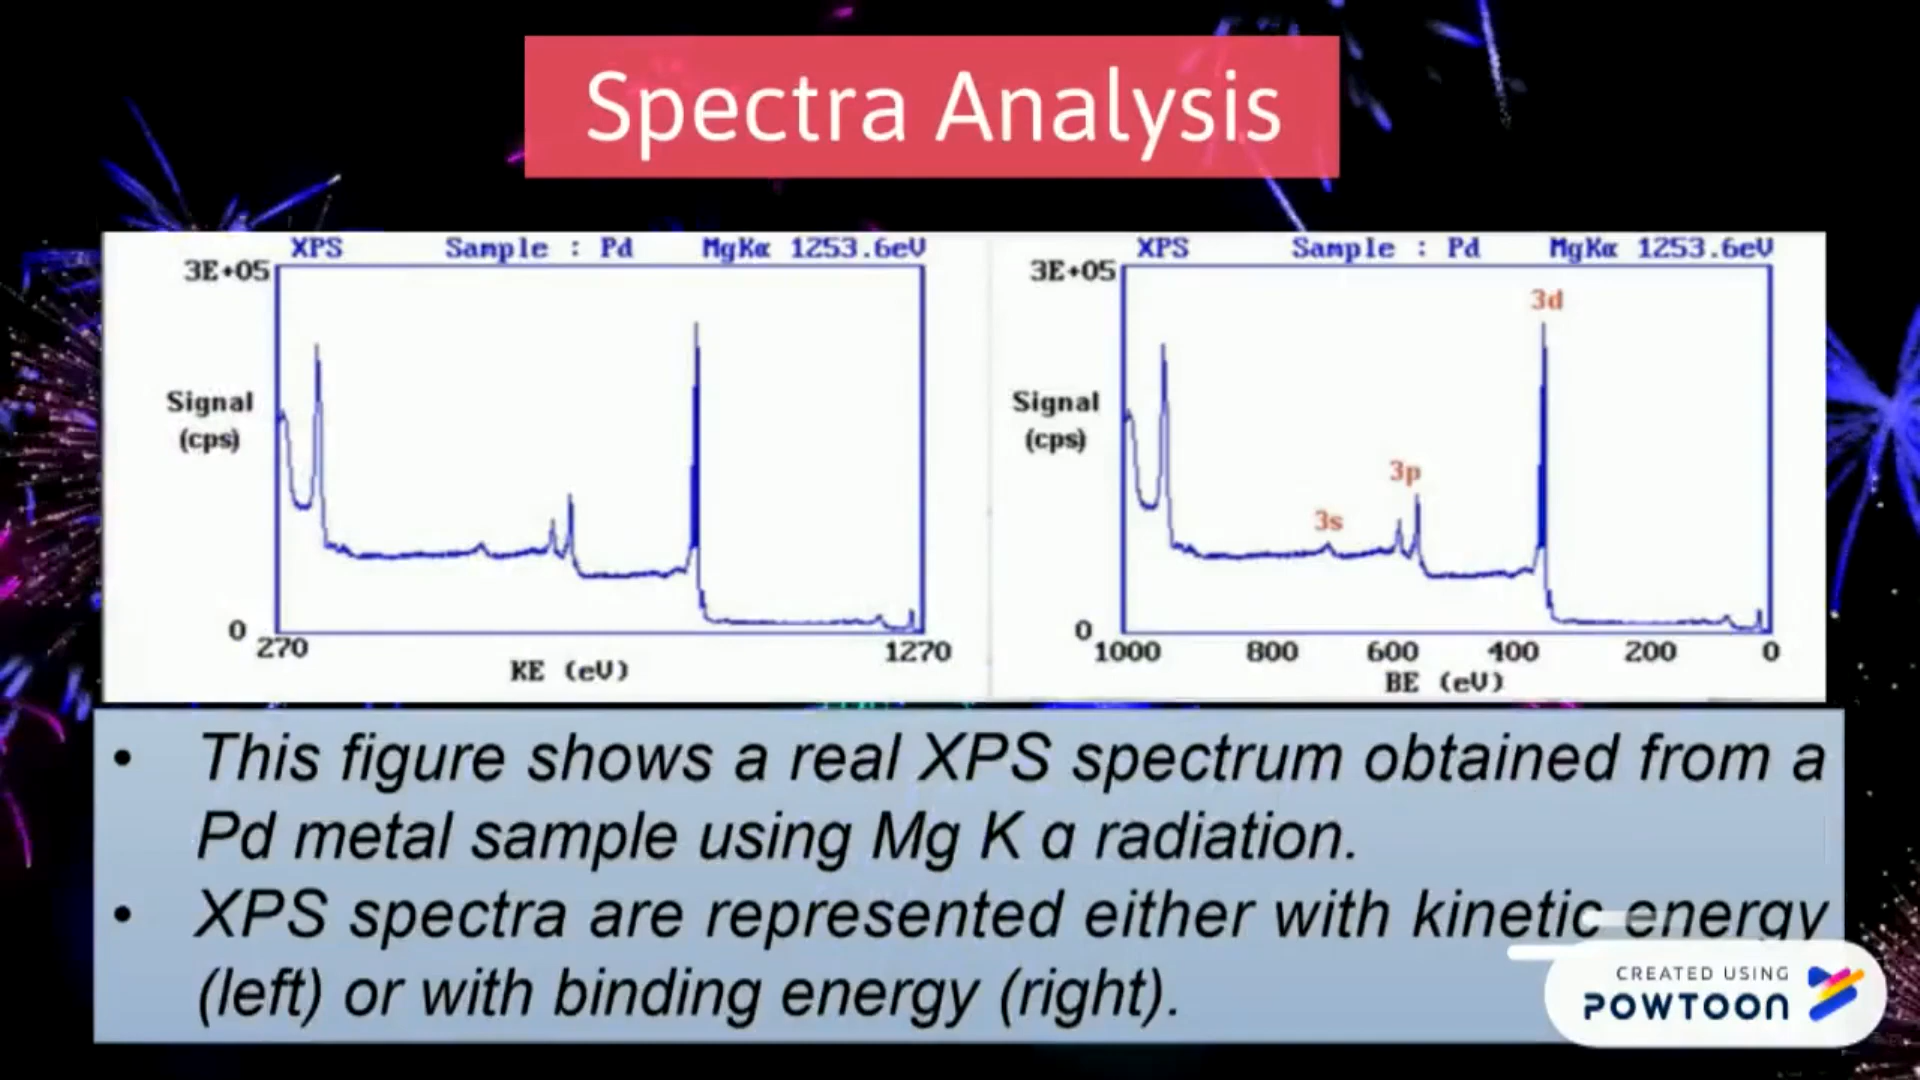 Spectra Analysis
XPS Sample : Pd MgKα 1253.6eV
3E+05
Signal
(cps)
0
270 1270
KE (eV)
XPS Sample : Pd MgKα 1253.6eV
3E+05
3d
Signal
(cps)
3p
3s
0
1000 800 600 400 200 0
BE (eV)
• This figure shows a real XPS spectrum obtained from a
Pd metal sample using Mg K α radiation.
• XPS spectra are represented either with kinetic energy
(left) or with binding energy (right).
CREATED USING
POWTOON